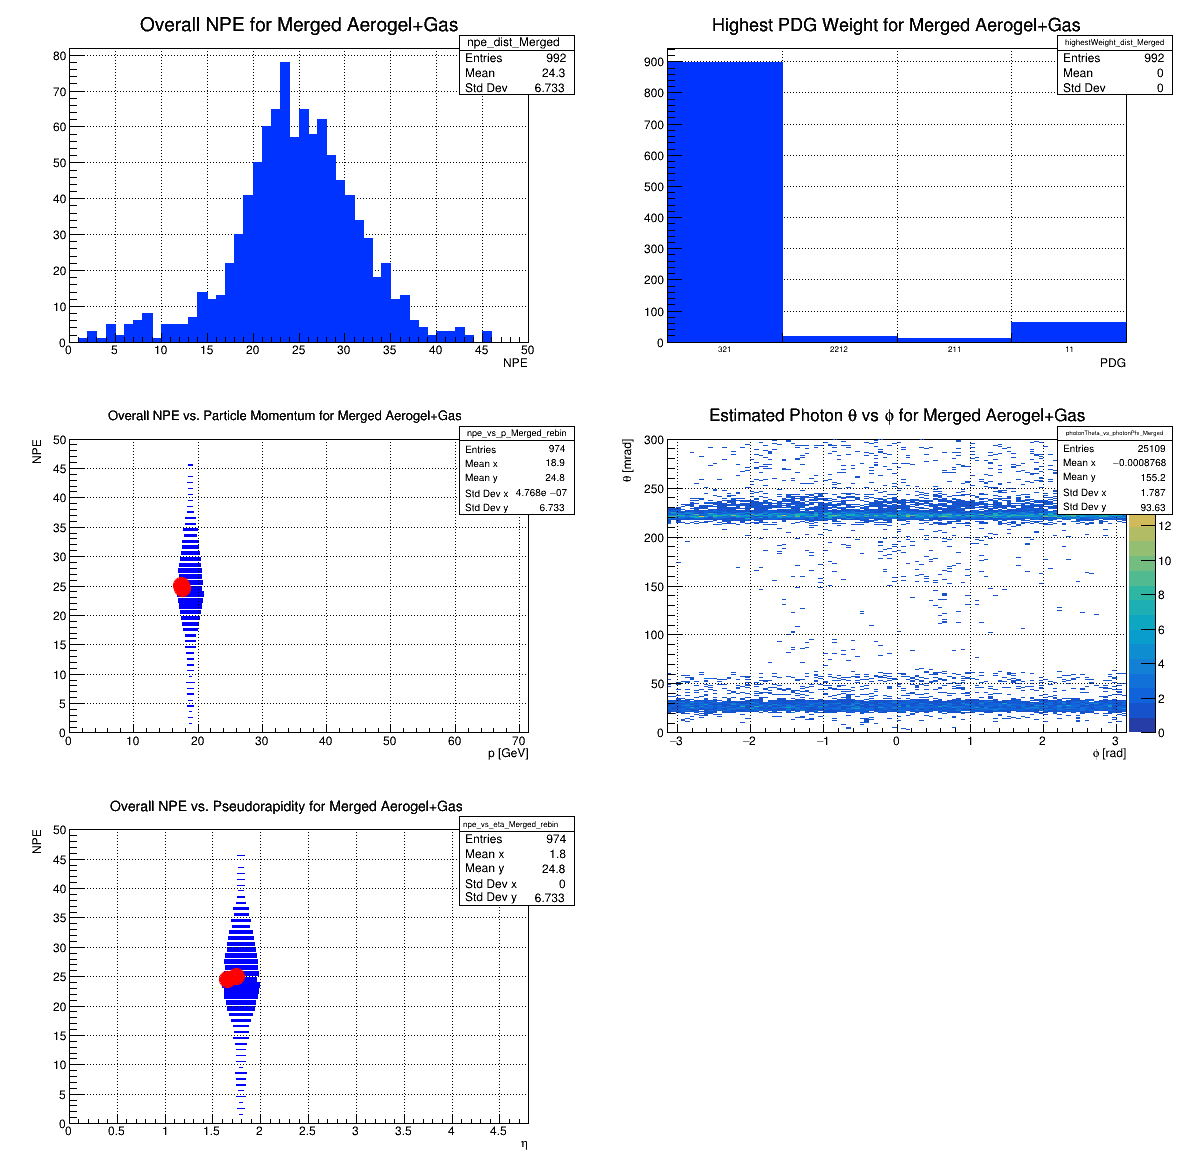 Overall NPE for Merged Aerogel+Gas
npe_dist_Merged
Entries 992
Mean 24.3
Std Dev 6.733
80
70
60
50
40
30
20
10
0
0 5 10 15 20 25 30 35 40 45 50
NPE
Highest PDG Weight for Merged Aerogel+Gas
highestWeight_dist_Merged
Entries 992
Mean 0
Std Dev 0
900
800
700
600
500
400
300
200
100
0
321 2212 211 11
PDG
Overall NPE vs. Particle Momentum for Merged Aerogel+Gas
npe_vs_p_Merged_rebin
Entries 974
Mean x 18.9
Mean y 24.8
Std Dev x 4.768e −07
Std Dev y 6.733
NPE
50
45
40
35
30
25
20
15
10
5
0
0 10 20 30 40 50 60 70
p [GeV]
Estimated Photon θ vs ϕ for Merged Aerogel+Gas
photonTheta_vs_photonPhi_Merged
Entries 25109
Mean x −0.0008768
Mean y 155.2
Std Dev x 1.787
Std Dev y 93.63
θ [mrad]
300
250
200
150
100
50
0
−3 −2 −1 0 1 2 3
ϕ [rad]
12
10
8
6
4
2
0
Overall NPE vs. Pseudorapidity for Merged Aerogel+Gas
npe_vs_eta_Merged_rebin
Entries 974
Mean x 1.8
Mean y 24.8
Std Dev x 0
Std Dev y 6.733
NPE
50
45
40
35
30
25
20
15
10
5
0
0 0.5 1 1.5 2 2.5 3 3.5 4 4.5
η